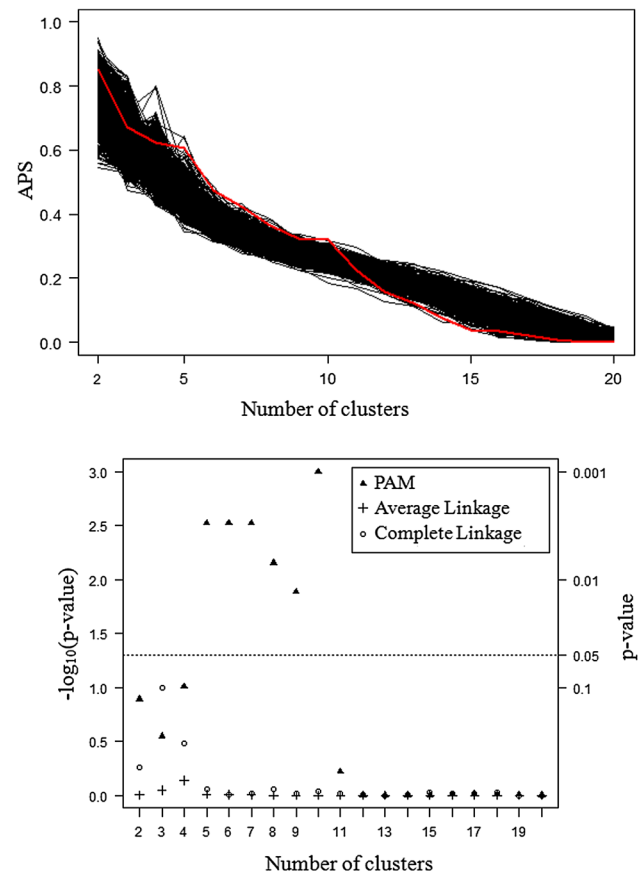 1.0
0.8
0.6
0.4
0.2
0.0
APS
2 5 10 15 20
Number of clusters
3.0
2.5
2.0
1.5
1.0
0.5
0.0
-log10(p-value)
PAM
Average Linkage
Complete Linkage
0.001
0.01
0.05
0.1
p-value
2 3 4 5 6 7 8 9 11 13 15 17 19
Number of clusters